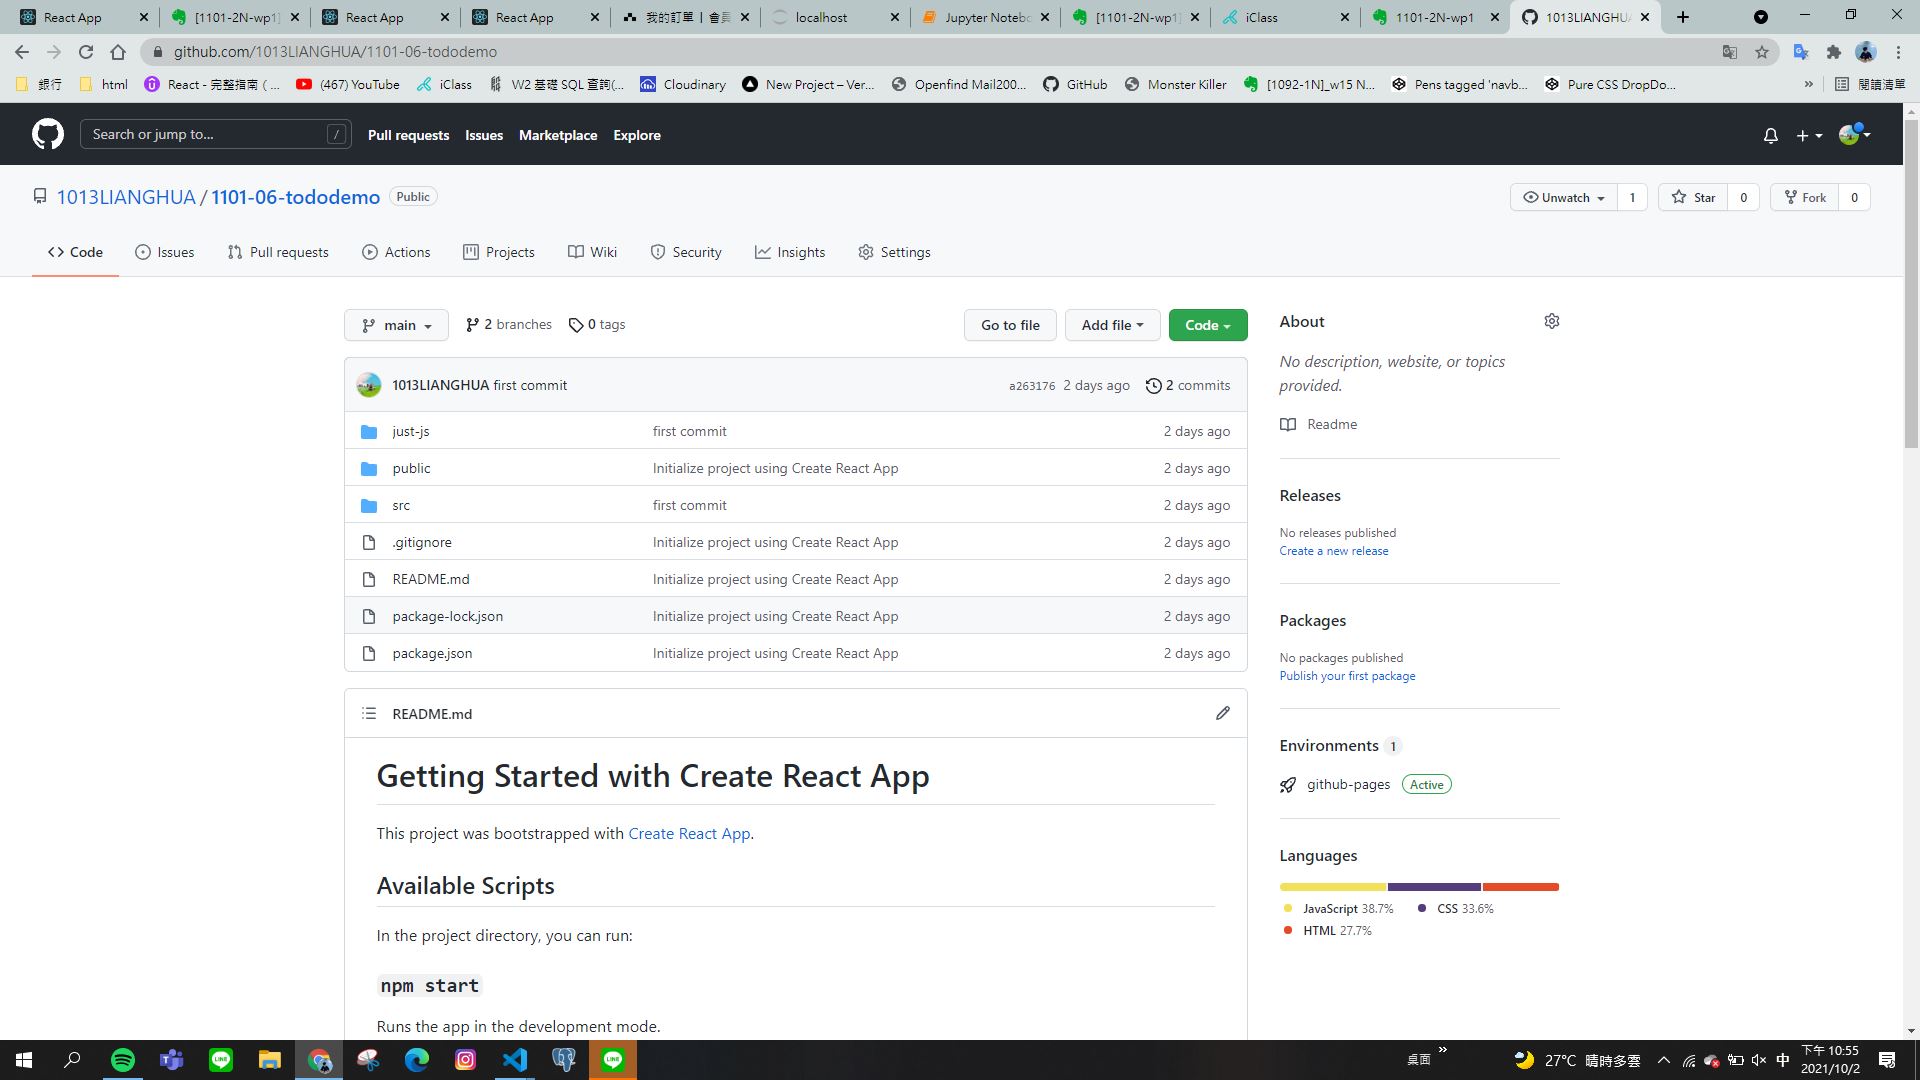 React App
[1101-2N-wp1]
React App
React App
我的訂單 | 會員
localhost
Jupyter Notebo
[1101-2N-wp1]
iClass
1101-2N-wp1
1013LIANGHUA
github.com/1013LIANGHUA/1101-06-tododemo
銀行
html
React - 完整指南 ( ...
(467) YouTube
iClass
W2 基礎 SQL 查詢(...
Cloudinary
New Project – Ver...
Openfind Mail200...
GitHub
Monster Killer
[1092-1N]_w15 N...
Pens tagged 'navb...
Pure CSS DropDo...
»
閱讀清單
Search or jump to...
/
Pull requests
Issues
Marketplace
Explore
1013LIANGHUA / 1101-06-tododemo
Public
Unwatch 1
Star 0
Fork 0
Code
Issues
Pull requests
Actions
Projects
Wiki
Security
Insights
Settings
main
2 branches
0 tags
Go to file
Add file
Code
1013LIANGHUA first commit
a263176 2 days ago
2 commits
just-js first commit 2 days ago
public Initialize project using Create React App 2 days ago
src first commit 2 days ago
.gitignore Initialize project using Create React App 2 days ago
README.md Initialize project using Create React App 2 days ago
package-lock.json Initialize project using Create React App 2 days ago
package.json Initialize project using Create React App 2 days ago
README.md
Getting Started with Create React App
This project was bootstrapped with Create React App.
Available Scripts
In the project directory, you can run:
npm start
Runs the app in the development mode.
About
No description, website, or topics
provided.
Readme
Releases
No releases published
Create a new release
Packages
No packages published
Publish your first package
Environments 1
github-pages Active
Languages
JavaScript 38.7%
CSS 33.6%
HTML 27.7%
桌面
»
27°C 晴時多雲
中
下午 10:55
2021/10/2